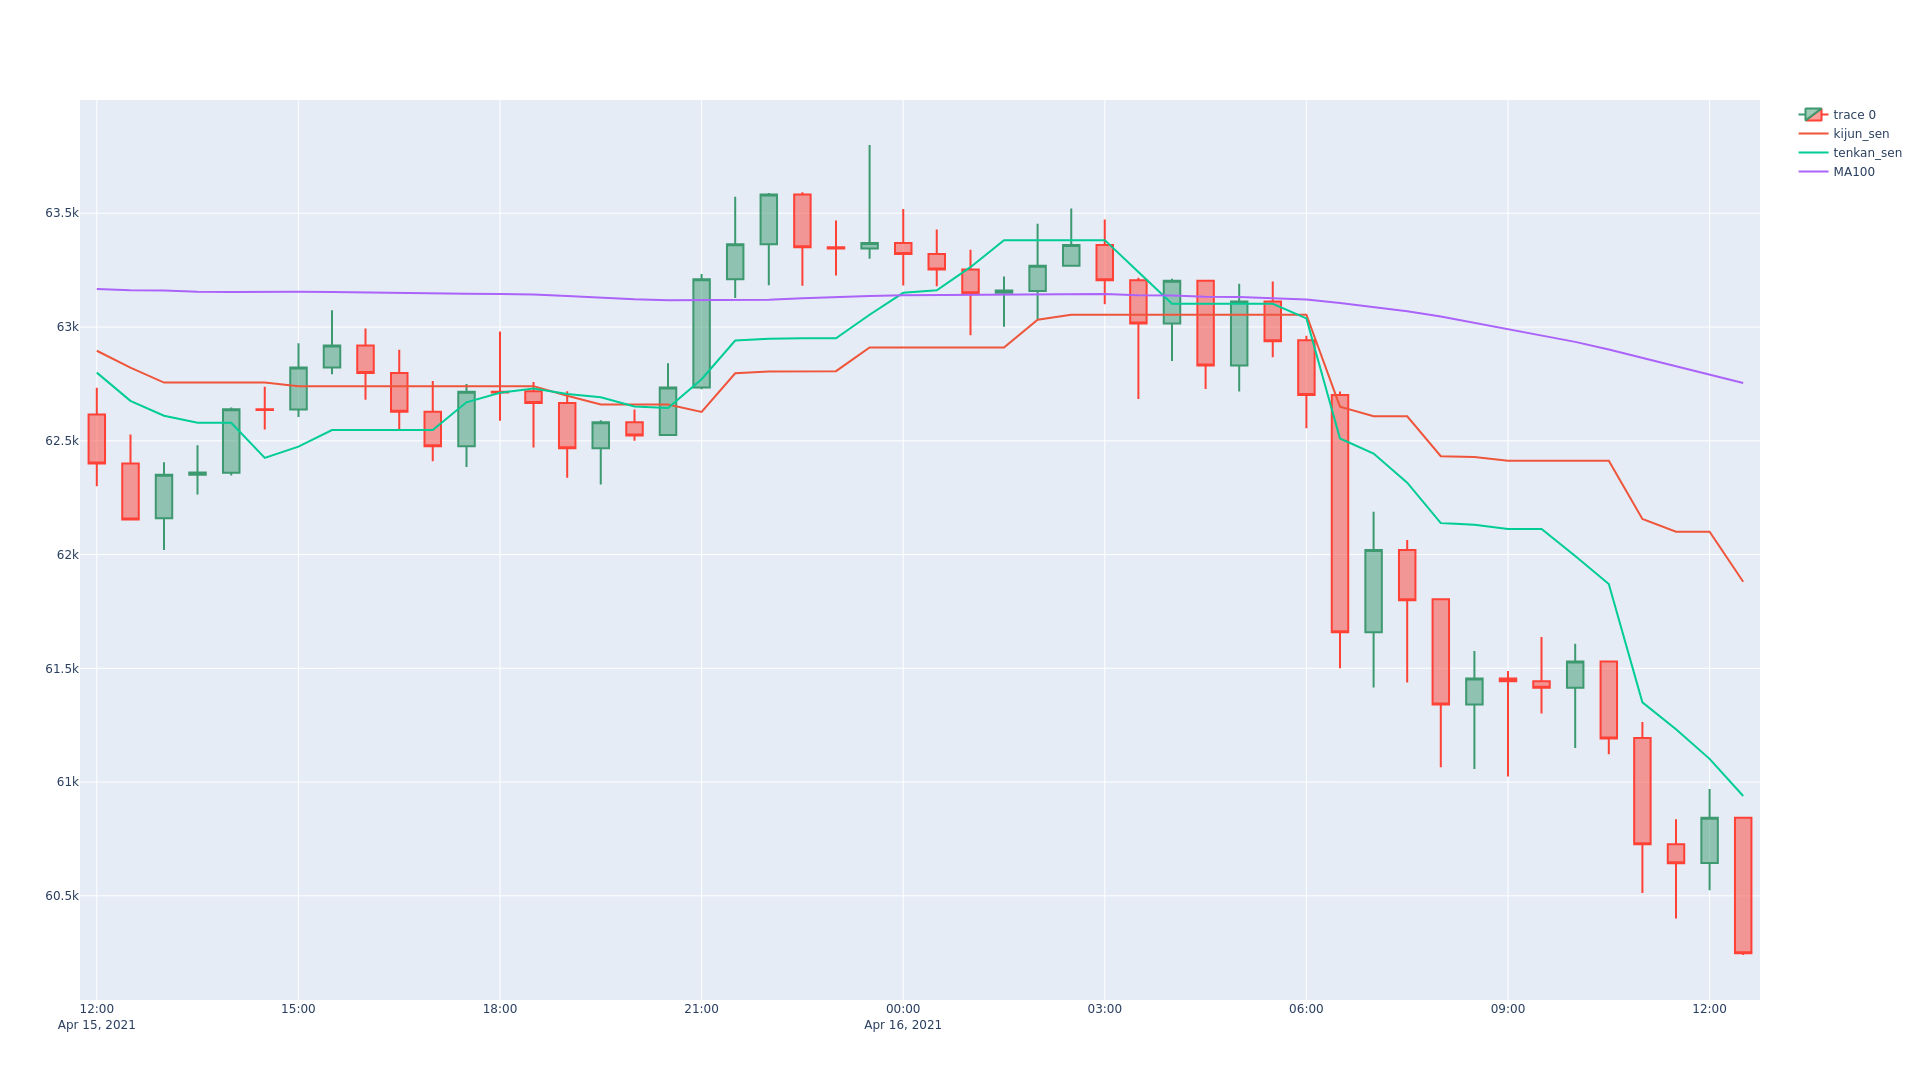 trace 0
kijun_sen
tenkan_sen
MA100
63.5k
63k
62.5k
62k
61.5k
61k
60.5k
12:00 15:00 18:00 21:00 00:00 03:00 06:00 09:00 12:00
Apr 15, 2021 Apr 16, 2021